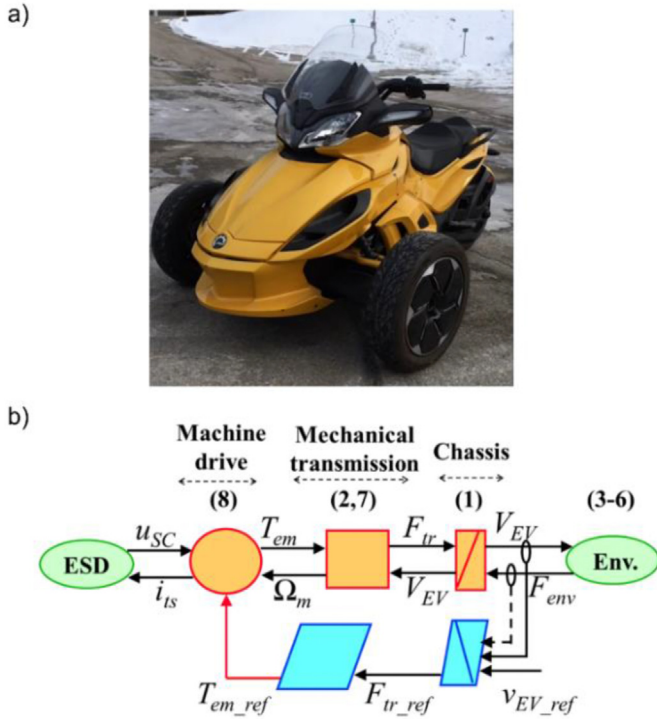 a)
b)
Machine drive
Mechanical transmission
Chassis
(8)
(2,7)
(1)
(3-6)
ESD
u_SC
T_em
F_tr
V_EV
Env.
i_ts
Ω_m
V_EV
F_env
T_em_ref
F_tr_ref
v_EV_ref